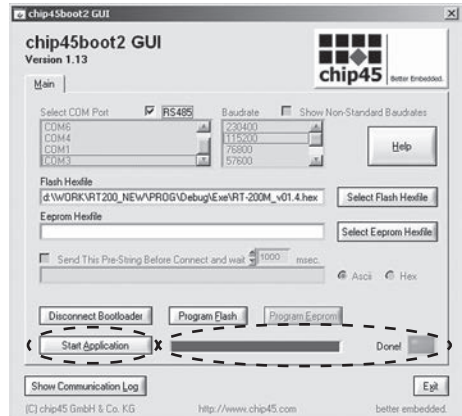 chip45boot2 GUI
chip45boot2 GUI
Version 1.13
chip45 Better Embedded.
Main
Select COM Port RS485 Baudrate Show Non-Standard Baudrates
COM6 230400
COM4 115200
COM1 76800
COM3 57600
Help
Flash Hexfile
d:\WORK\RT200_NEW\PROG\Debug\Exe\RT-200M_v01.4.hex Select Flash Hexfile
Eeprom Hexfile
Select Eeprom Hexfile
Send This Pre-String Before Connect and wait 1000 msec.
Ascii Hex
Disconnect Bootloader Program Flash Program Eeprom
Start Application Done!
Show Communication Log Exit
(C) chip45 GmbH & Co. KG http://www.chip45.com better embedded.